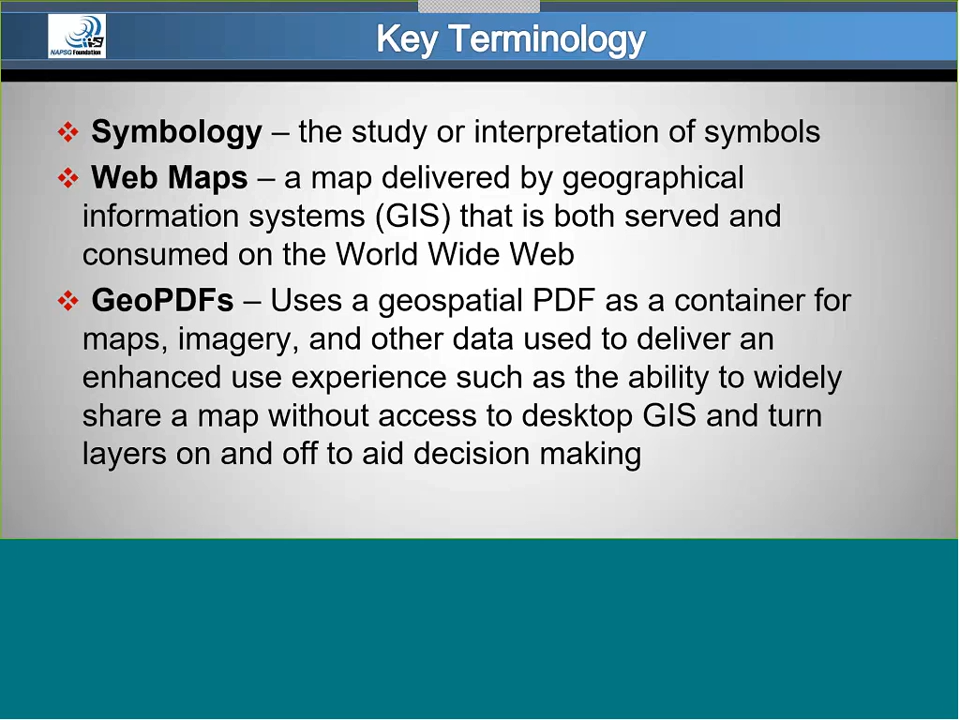 Key Terminology
NAPSG Foundation
Symbology – the study or interpretation of symbols
Web Maps – a map delivered by geographical
information systems (GIS) that is both served and
consumed on the World Wide Web
GeoPDFs – Uses a geospatial PDF as a container for
maps, imagery, and other data used to deliver an
enhanced use experience such as the ability to widely
share a map without access to desktop GIS and turn
layers on and off to aid decision making